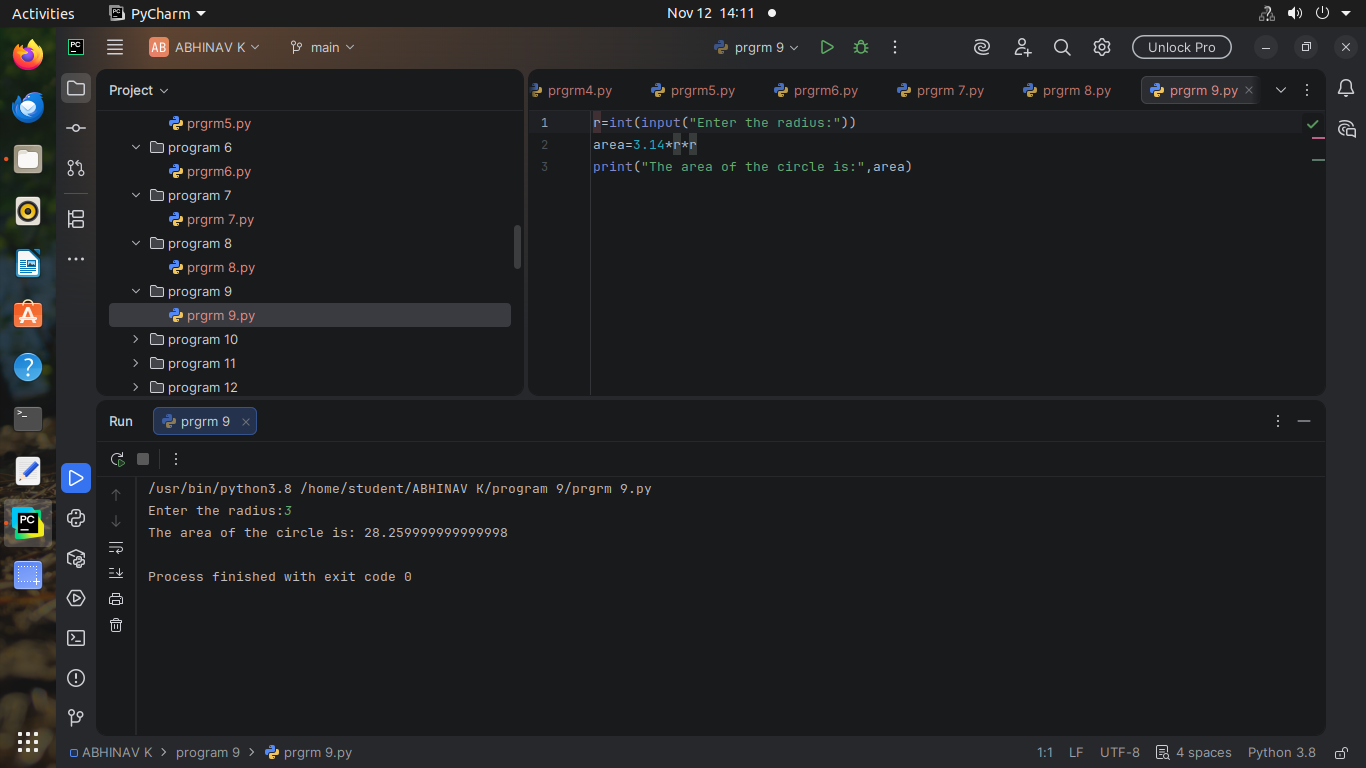 Activities PyCharm Nov 12 14:11
PC AB ABHINAV K main prgrm 9 Unlock Pro
Project
prgrm5.py
program 6
prgrm6.py
program 7
prgrm 7.py
program 8
prgrm 8.py
program 9
prgrm 9.py
program 10
program 11
program 12
prgrm4.py prgrm5.py prgrm6.py prgrm 7.py prgrm 8.py prgrm 9.py
1 r=int(input("Enter the radius:"))
2 area=3.14*r*r
3 print("The area of the circle is:",area)
Run prgrm 9
/usr/bin/python3.8 /home/student/ABHINAV K/program 9/prgrm 9.py
Enter the radius:3
The area of the circle is: 28.259999999999998
Process finished with exit code 0
PC
ABHINAV K > program 9 > prgrm 9.py 1:1 LF UTF-8 4 spaces Python 3.8